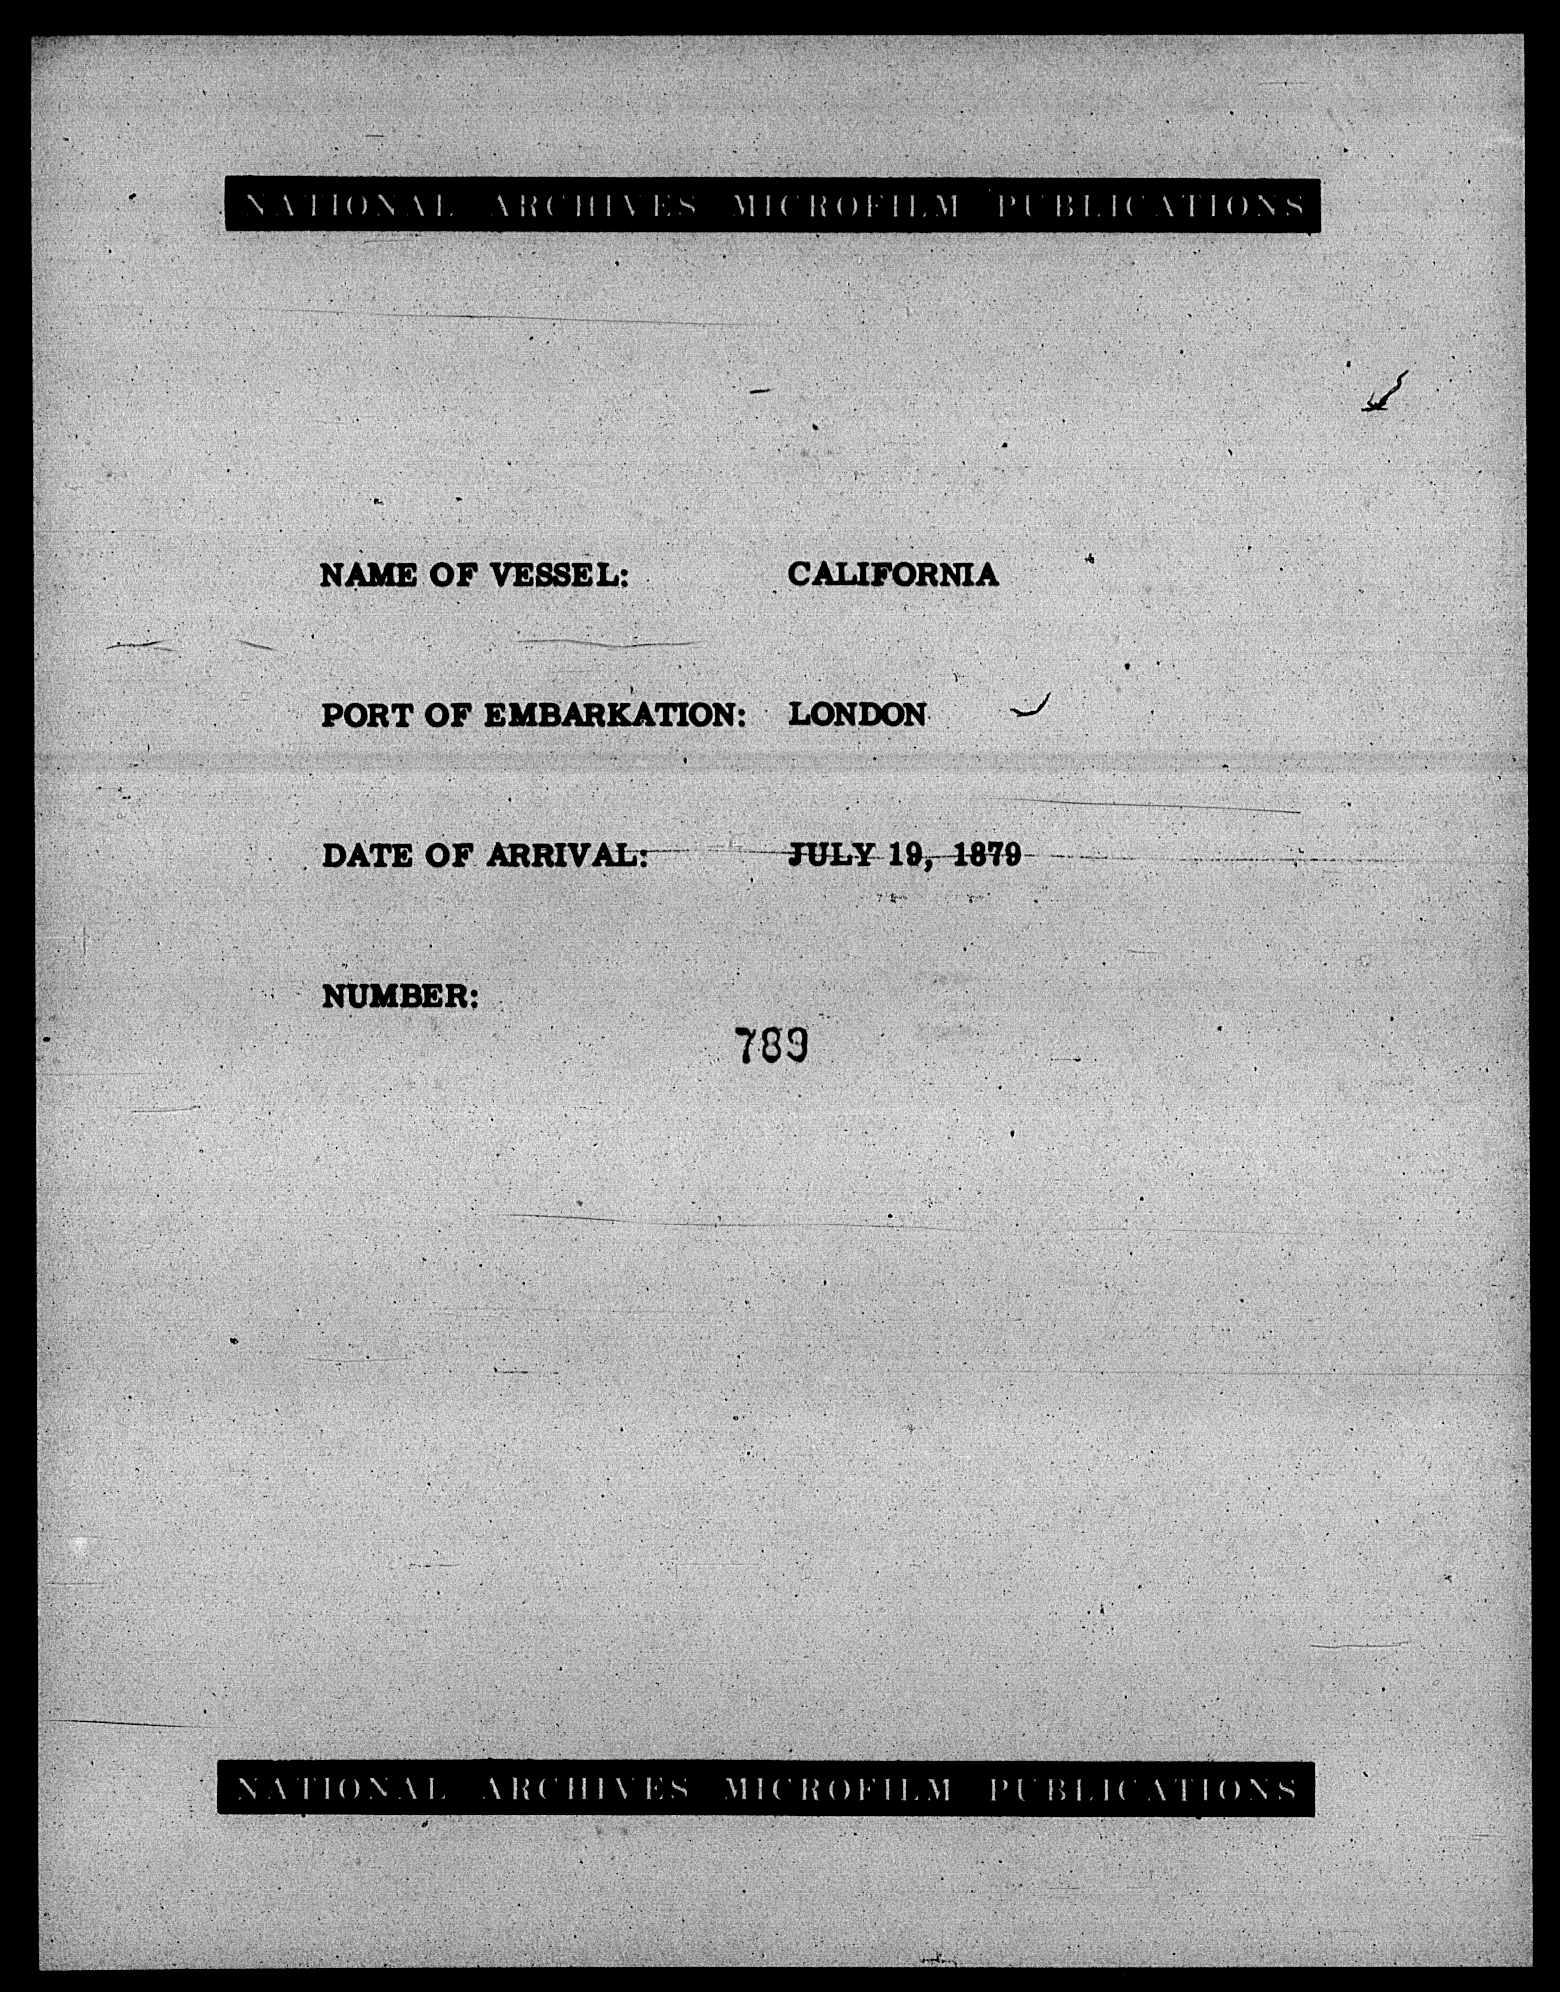 NATIONAL ARCHIVES MICROFILM PUBLICATIONS
NAME OF VESSEL: CALIFORNIA
PORT OF EMBARKATION: LONDON
DATE OF ARRIVAL: JULY 19, 1879
NUMBER:
789
NATIONAL ARCHIVES MICROFILM PUBLICATIONS